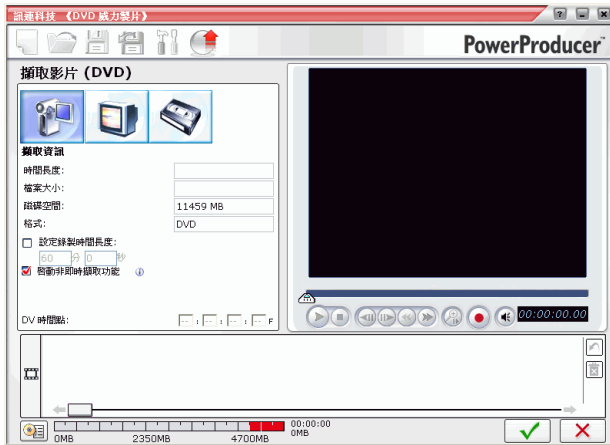 訊連科技 《DVD 威力製片》
PowerProducer
擷取影片 (DVD)
擷取資訊
時間長度:
檔案大小:
磁碟空間: 11459 MB
格式: DVD
設定錄製時間長度:
60 分 0 秒
啟動非即時擷取功能
DV 時間點: -- : -- : -- : -- F
00:00:00.00
0MB 2350MB 4700MB
00:00:00
0MB